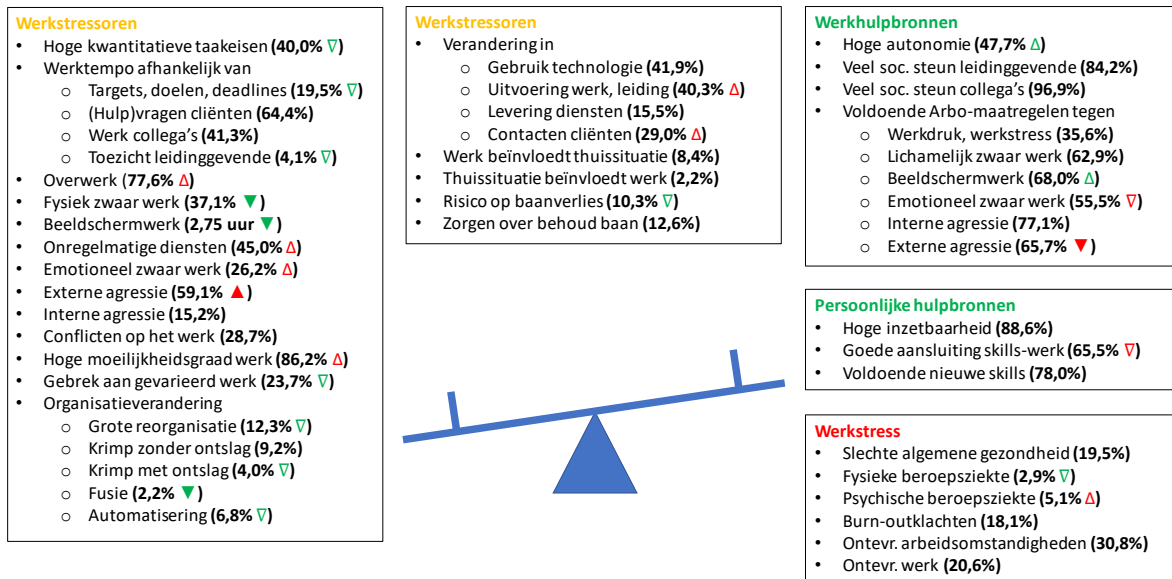 Werkstressoren
• Hoge kwantitatieve taakeisen (40,0% ∇)
• Werktempo afhankelijk van
o Targets, doelen, deadlines (19,5% ∇)
o (Hulp)vragen cliënten (64,4%)
o Werk collega's (41,3%)
o Toezicht leidinggevende (4,1% ∇)
• Overwerk (77,6% Δ)
• Fysiek zwaar werk (37,1% ▼)
• Beeldschermwerk (2,75 uur ▼)
• Onregelmatige diensten (45,0% Δ)
• Emotioneel zwaar werk (26,2% Δ)
• Externe agressie (59,1% ▲)
• Interne agressie (15,2%)
• Conflicten op het werk (28,7%)
• Hoge moeilijkheidsgraad werk (86,2% Δ)
• Gebrek aan gevarieerd werk (23,7% ∇)
• Organisatieverandering
o Grote reorganisatie (12,3% ∇)
o Krimp zonder ontslag (9,2%)
o Krimp met ontslag (4,0% ∇)
o Fusie (2,2% ▼)
o Automatisering (6,8% ∇)
Werkstressoren
• Verandering in
o Gebruik technologie (41,9%)
o Uitvoering werk, leiding (40,3% Δ)
o Levering diensten (15,5%)
o Contacten cliënten (29,0% Δ)
• Werk beïnvloedt thuissituatie (8,4%)
• Thuissituatie beïnvloedt werk (2,2%)
• Risico op baanverlies (10,3% ∇)
• Zorgen over behoud baan (12,6%)
Werkhulpbronnen
• Hoge autonomie (47,7% Δ)
• Veel soc. steun leidinggevende (84,2%)
• Veel soc. steun collega's (96,9%)
• Voldoende Arbo-maatregelen tegen
o Werkdruk, werkstress (35,6%)
o Lichamelijk zwaar werk (62,9%)
o Beeldschermwerk (68,0% Δ)
o Emotioneel zwaar werk (55,5% ∇)
o Interne agressie (77,1%)
o Externe agressie (65,7% ▼)
Persoonlijke hulpbronnen
• Hoge inzetbaarheid (88,6%)
• Goede aansluiting skills-werk (65,5% ∇)
• Voldoende nieuwe skills (78,0%)
Werkstress
• Slechte algemene gezondheid (19,5%)
• Fysieke beroepsziekte (2,9% ∇)
• Psychische beroepsziekte (5,1% Δ)
• Burn-outklachten (18,1%)
• Ontevr. arbeidsomstandigheden (30,8%)
• Ontevr. werk (20,6%)